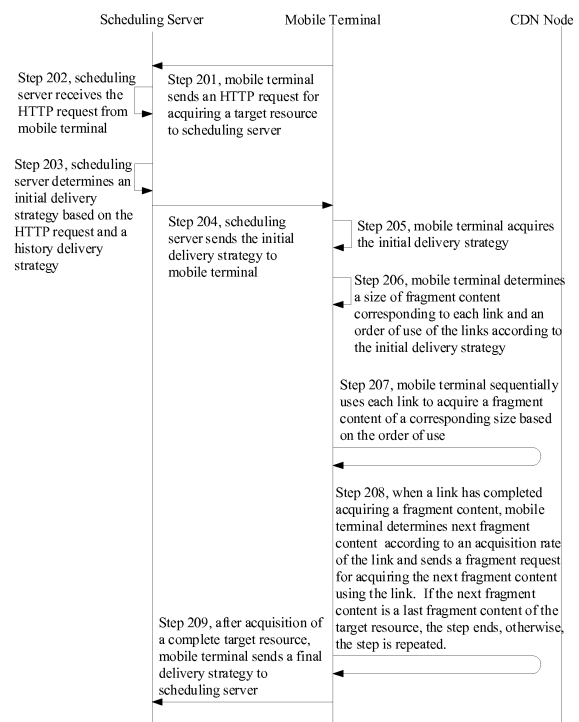 Scheduling Server
Mobile Terminal
CDN Node
Step 201, mobile terminal
sends an HTTP request for
acquiring a target resource
to scheduling server
Step 202, scheduling
server receives the
HTTP request from
mobile terminal
Step 203, scheduling
server determines an
initial delivery
strategy based on the
HTTP request and a
history delivery
strategy
Step 204, scheduling
server sends the initial
delivery strategy to
mobile terminal
Step 205, mobile terminal acquires
the initial delivery strategy
Step 206, mobile terminal determines
a size of fragment content
corresponding to each link and an
order of use of the links according to
the initial delivery strategy
Step 207, mobile terminal sequentially
uses each link to acquire a fragment
content of a corresponding size based
on the order of use
Step 208, when a link has completed
acquiring a fragment content, mobile
terminal determines next fragment
content according to an acquisition rate
of the link and sends a fragment request
for acquiring the next fragment content
using the link. If the next fragment
content is a last fragment content of the
target resource, the step ends, otherwise,
the step is repeated.
Step 209, after acquisition of
a complete target resource,
mobile terminal sends a final
delivery strategy to
scheduling server